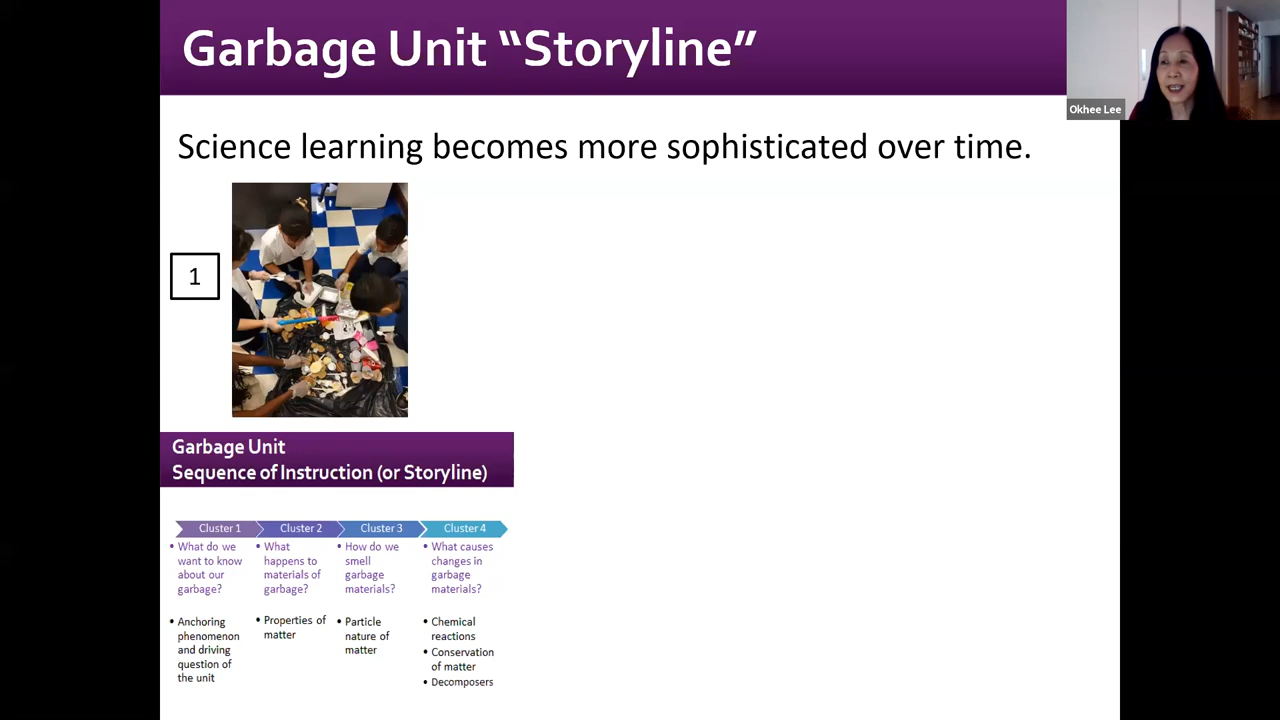 Garbage Unit “Storyline”
Okhee Lee
Science learning becomes more sophisticated over time.
1
Garbage Unit
Sequence of Instruction (or Storyline)
Cluster 1
• What do we
want to know
about our
garbage?
• Anchoring
phenomenon
and driving
question of
the unit
Cluster 2
• What
happens to
materials of
garbage?
• Properties of
matter
Cluster 3
• How do we
smell
garbage
materials?
• Particle
nature of
matter
Cluster 4
• What causes
changes in
garbage
materials?
• Chemical
reactions
• Conservation
of matter
• Decomposers